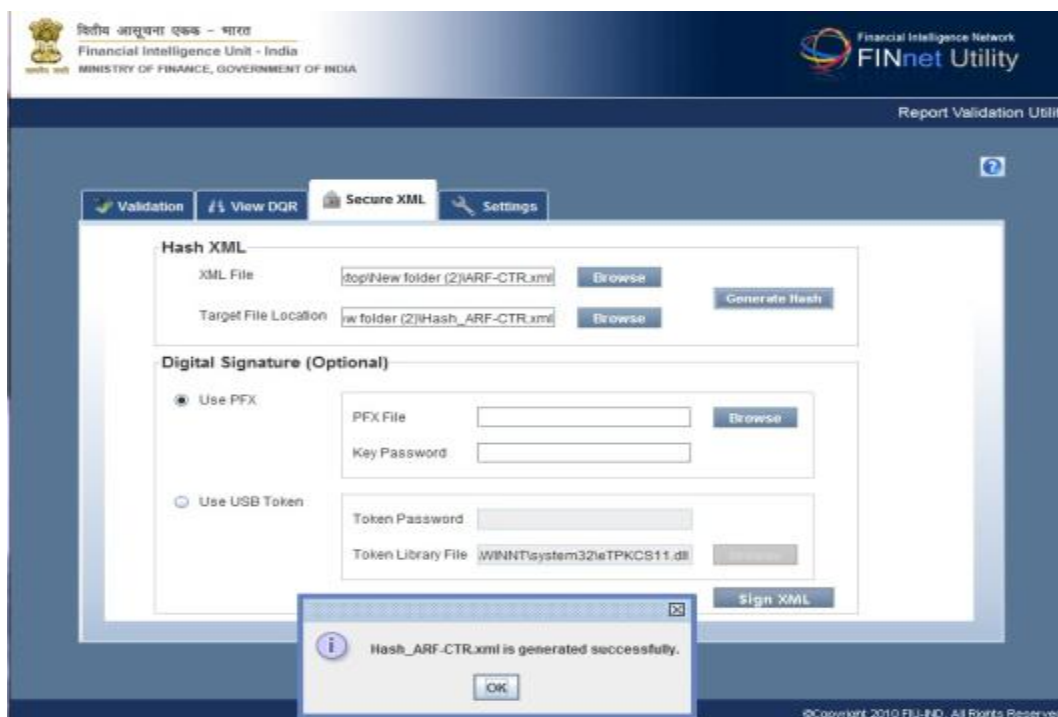 वित्तीय आसूचना एकक – भारत
Financial Intelligence Unit - India
MINISTRY OF FINANCE, GOVERNMENT OF INDIA
Financial Intelligence Network
FINnet Utility
Report Validation Utili
?
Validation
View DQR
Secure XML
Settings
Hash XML
XML File
ktop\New folder (2)\ARF-CTR.xml
Browse
Generate Hash
Target File Location
w folder (2)\Hash_ARF-CTR.xml
Browse
Digital Signature (Optional)
Use PFX
PFX File
Browse
Key Password
Use USB Token
Token Password
Token Library File
\WINNT\system32\eTPKCS11.dll
Browse
Sign XML
Hash_ARF-CTR.xml is generated successfully.
OK
©Copyright 2010 FIU-IND. All Rights Reserve